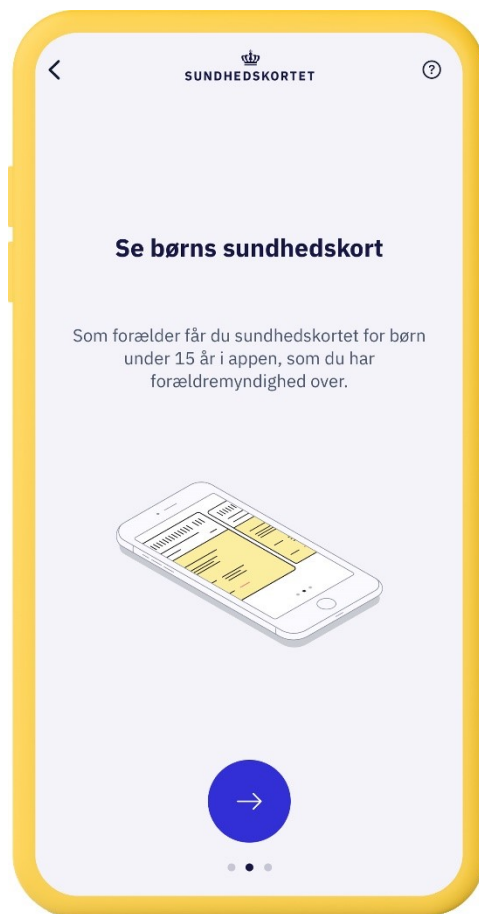 SUNDHEDSKORTET
?
Se børns sundhedskort
Som forælder får du sundhedskortet for børn
under 15 år i appen, som du har
forældremyndighed over.